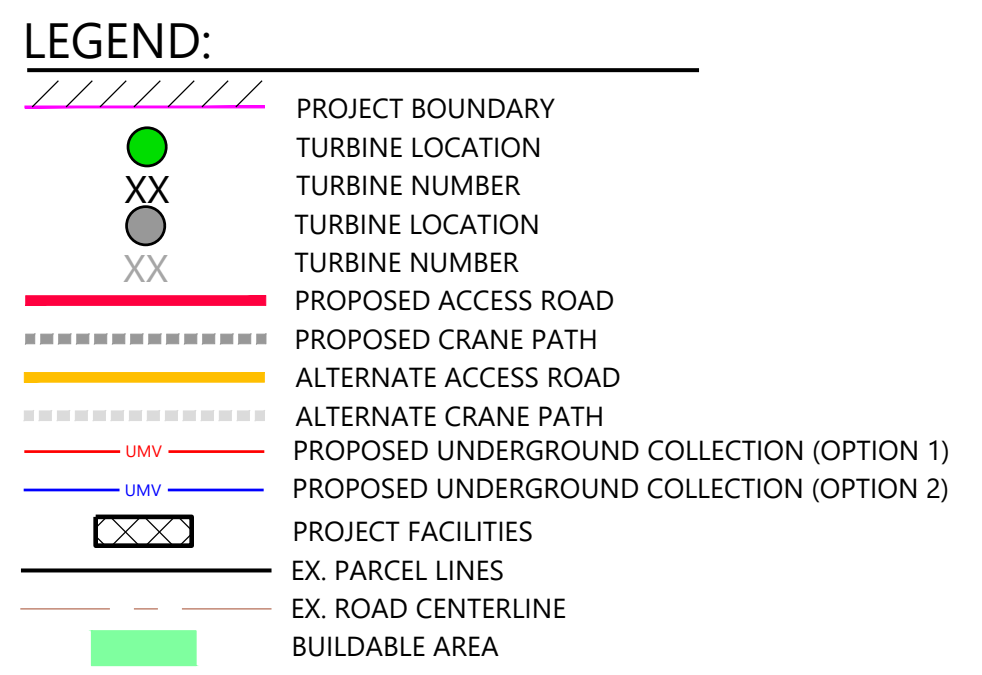 LEGEND:
PROJECT BOUNDARY
TURBINE LOCATION
XX TURBINE NUMBER
TURBINE LOCATION
XX TURBINE NUMBER
PROPOSED ACCESS ROAD
PROPOSED CRANE PATH
ALTERNATE ACCESS ROAD
ALTERNATE CRANE PATH
UMV PROPOSED UNDERGROUND COLLECTION (OPTION 1)
UMV PROPOSED UNDERGROUND COLLECTION (OPTION 2)
PROJECT FACILITIES
EX. PARCEL LINES
EX. ROAD CENTERLINE
BUILDABLE AREA